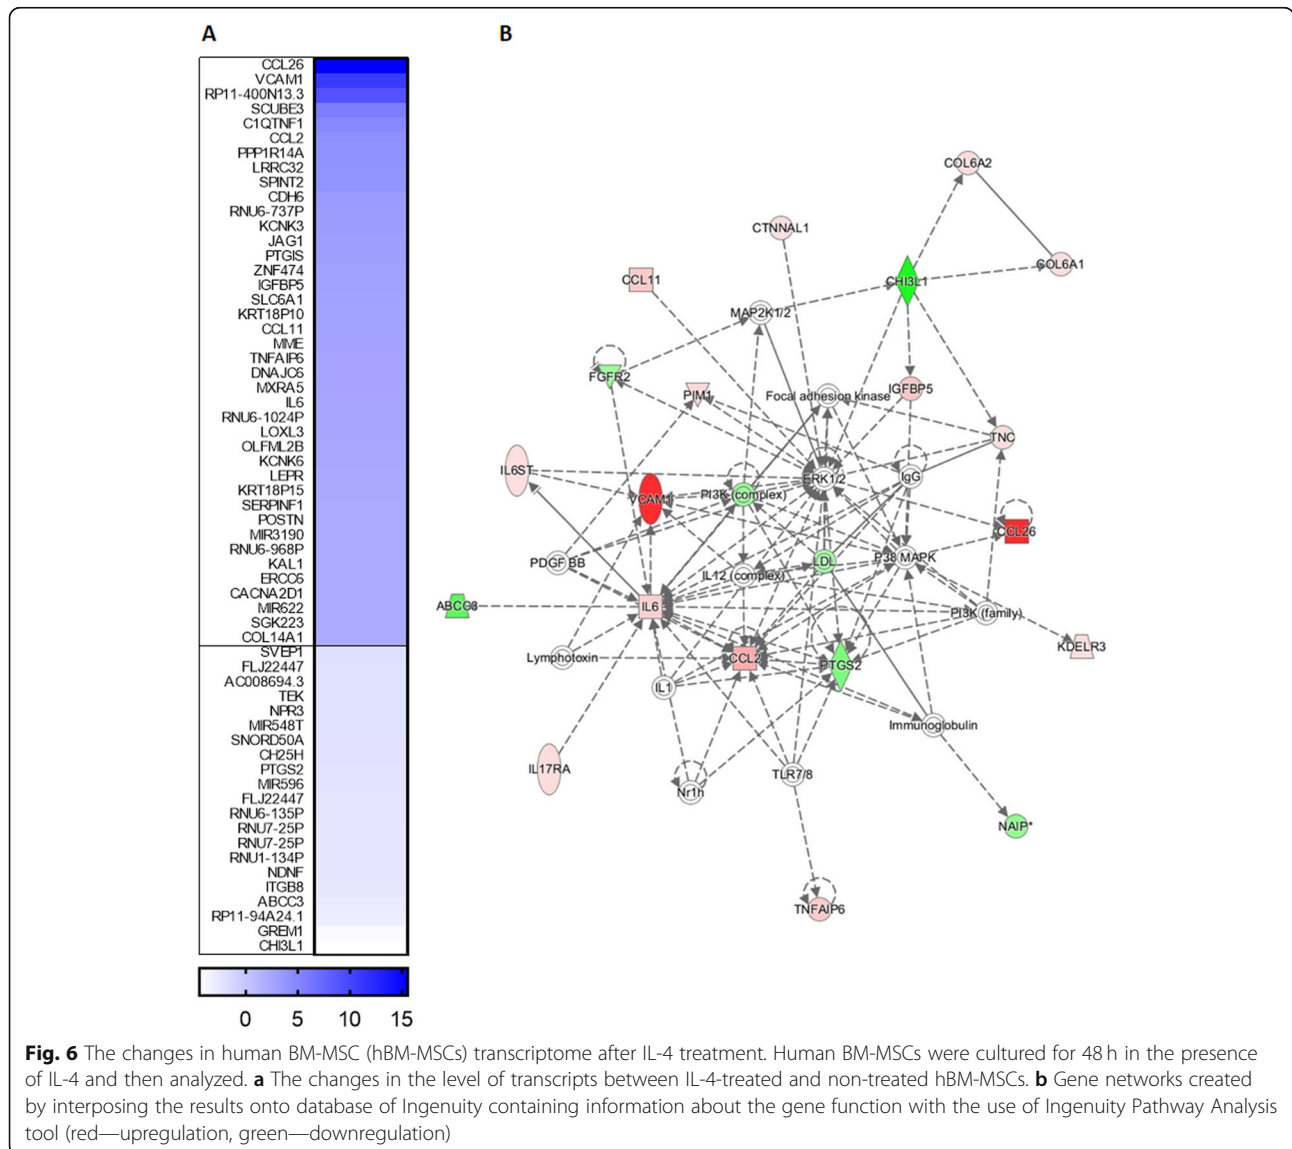 A
B
CCL26
VCAM1
RP11-400N13.3
SCUBE3
C1QTNF1
CCL2
PPP1R14A
LRRC32
SPINT2
CDH6
RNU6-737P
KCNK3
JAG1
PTGIS
ZNF474
IGFBP5
SLC6A1
KRT18P10
CCL11
MME
TNFAIP6
DNAJC6
MXRA5
IL6
RNU6-1024P
LOXL3
OLFML2B
KCNK6
LEPR
KRT18P15
SERPINF1
POSTN
MIR3190
RNU6-968P
KAL1
ERCC6
CACNA2D1
MIR622
SGK223
COL14A1
SVEP1
FLJ22447
AC008694.3
TEK
NPR3
MIR548T
SNORD50A
CH25H
PTGS2
MIR596
FLJ22447
RNU6-135P
RNU7-25P
RNU7-25P
RNU1-134P
NDNF
ITGB8
ABCC3
RP11-94A24.1
GREM1
CHI3L1
0 5 10 15
COL6A2
CTNNAL1
COL6A1
CCL11
CHI3L1
MAP2K1/2
FGFR2
PIM1
Focal adhesion kinase
IGFBP5
TNC
IL6ST
VCAM1
PI3K (complex)
ERK1/2
IgG
CCL26
PDGF BB
IL12 (complex)
LDL
P38 MAPK
ABCC3
IL6
PI3K (family)
KDELR3
Lymphotoxin
CCL2
PTGS2
IL1
Immunoglobulin
IL17RA
Nr1h
TLR7/8
NAIP*
TNFAIP6
Fig. 6 The changes in human BM-MSC (hBM-MSCs) transcriptome after IL-4 treatment. Human BM-MSCs were cultured for 48 h in the presence
of IL-4 and then analyzed. a The changes in the level of transcripts between IL-4-treated and non-treated hBM-MSCs. b Gene networks created
by interposing the results onto database of Ingenuity containing information about the gene function with the use of Ingenuity Pathway Analysis
tool (red—upregulation, green—downregulation)